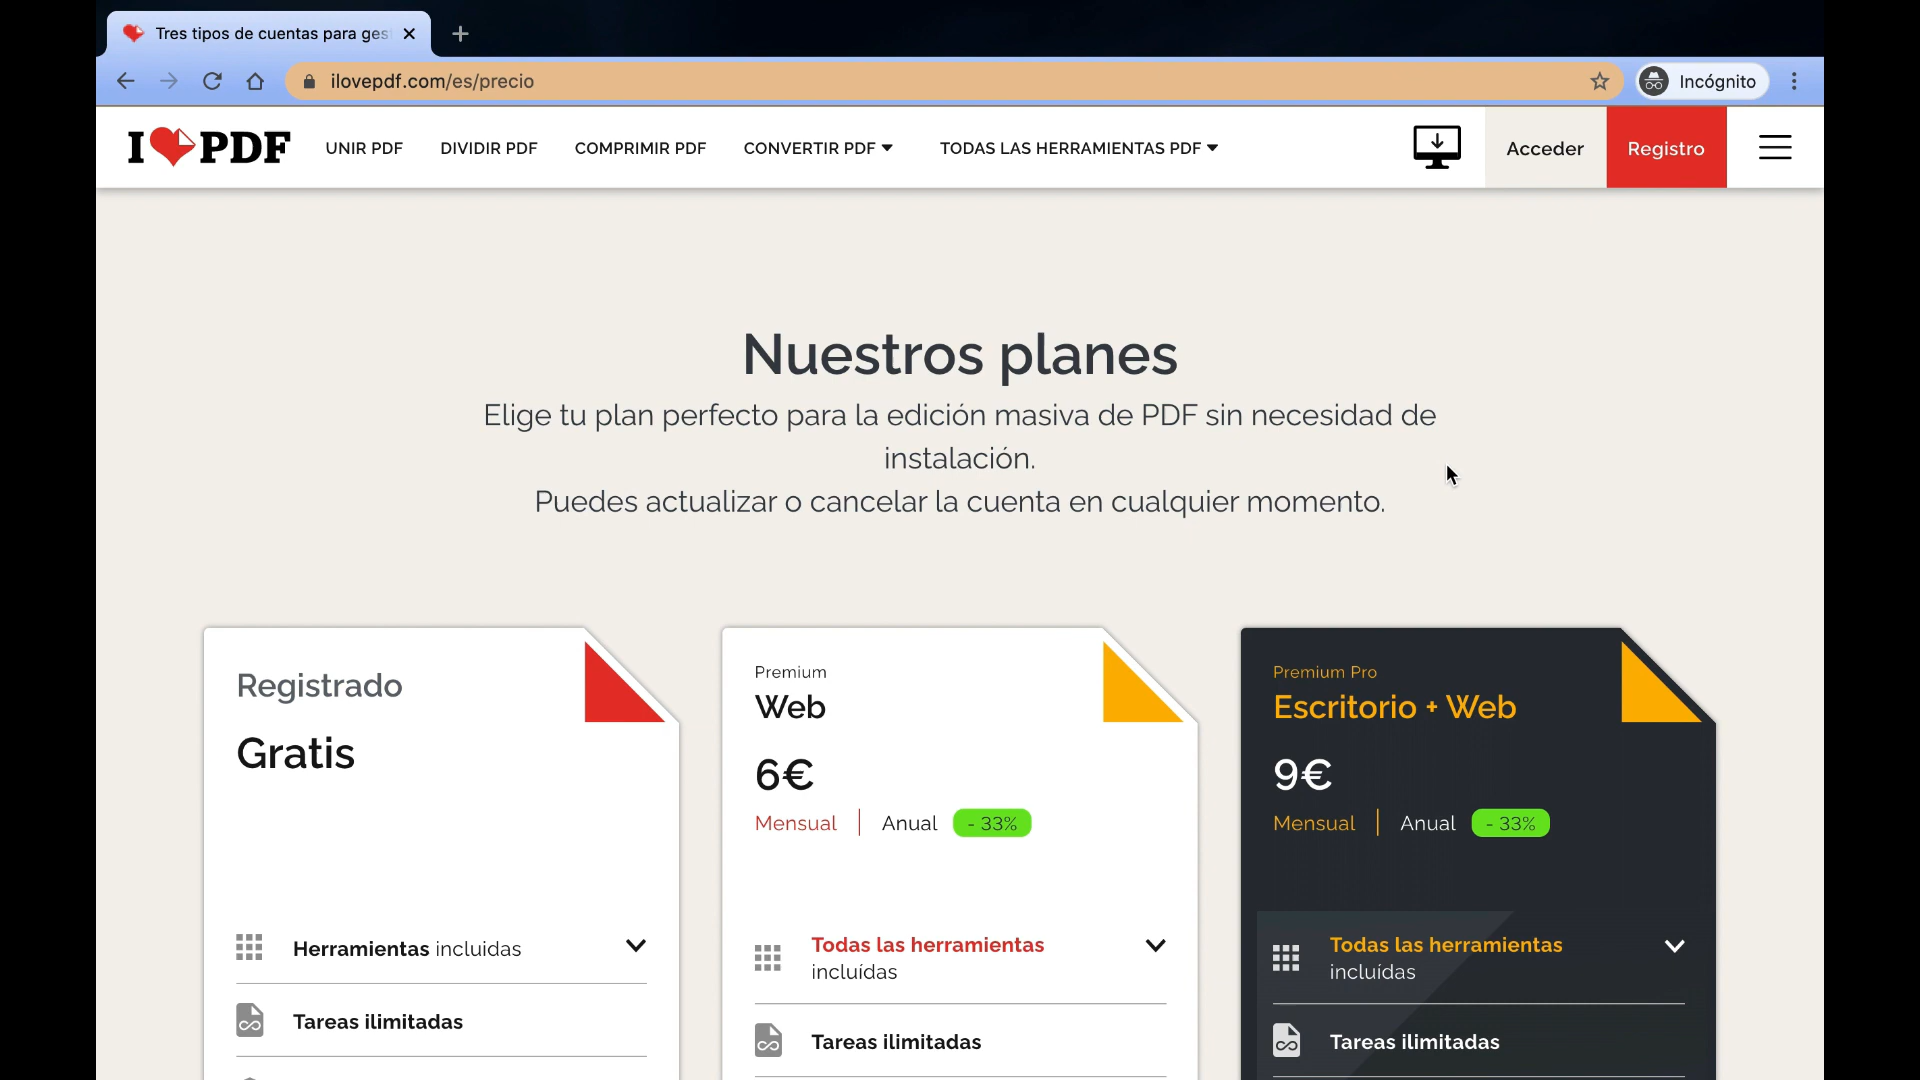 Tres tipos de cuentas para ges
ilovepdf.com/es/precio
Incógnito
I PDF
UNIR PDF
DIVIDIR PDF
COMPRIMIR PDF
CONVERTIR PDF
TODAS LAS HERRAMIENTAS PDF
Acceder
Registro
Nuestros planes
Elige tu plan perfecto para la edición masiva de PDF sin necesidad de
instalación.
Puedes actualizar o cancelar la cuenta en cualquier momento.
Registrado
Gratis
Herramientas incluidas
Tareas ilimitadas
Premium
Web
6€
Mensual
Anual
- 33%
Todas las herramientas
incluídas
Tareas ilimitadas
Premium Pro
Escritorio + Web
9€
Mensual
Anual
- 33%
Todas las herramientas
incluídas
Tareas ilimitadas